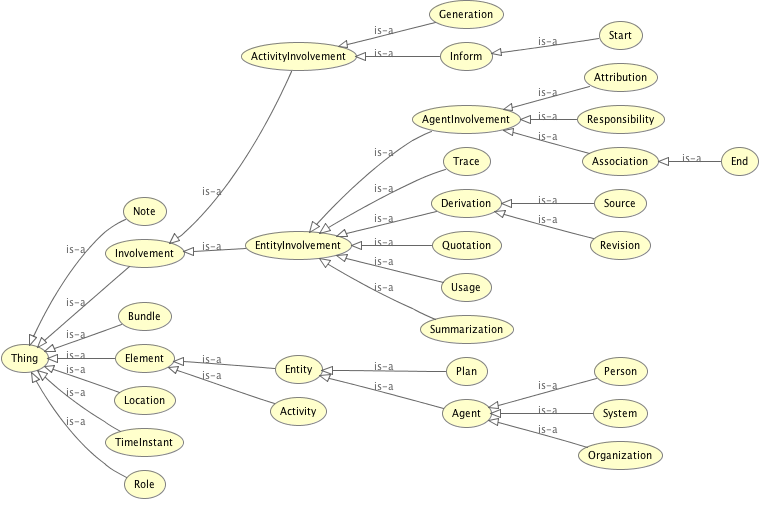 Generation
is-a
ActivityInvolvement
is-a
Inform
is-a
Start
is-a
Attribution
is-a
AgentInvolvement
is-a
Responsibility
is-a
Association
is-a
End
is-a
Trace
is-a
is-a
Note
is-a
Derivation
is-a
Source
is-a
Revision
is-a
Involvement
is-a
EntityInvolvement
is-a
Quotation
is-a
Usage
is-a
Summarization
is-a
Bundle
is-a
Thing
is-a
Element
is-a
Entity
is-a
Plan
is-a
Activity
is-a
Agent
is-a
Person
is-a
System
is-a
Organization
is-a
Location
is-a
TimeInstant
is-a
Role